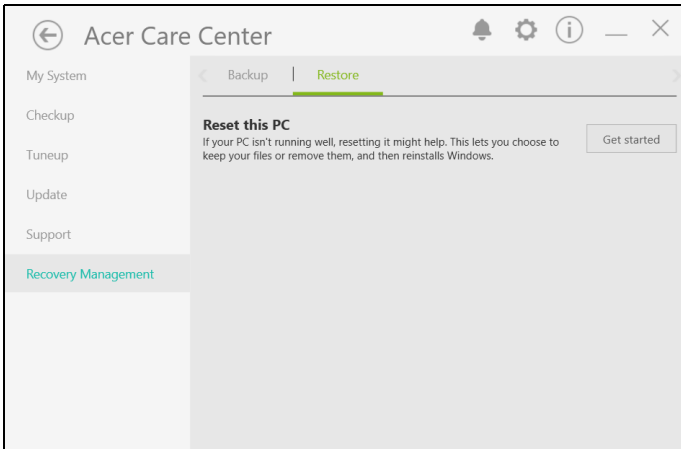 Acer Care Center
My System
Checkup
Tuneup
Update
Support
Recovery Management
Backup | Restore
Reset this PC
If your PC isn't running well, resetting it might help. This lets you choose to
keep your files or remove them, and then reinstalls Windows.
Get started